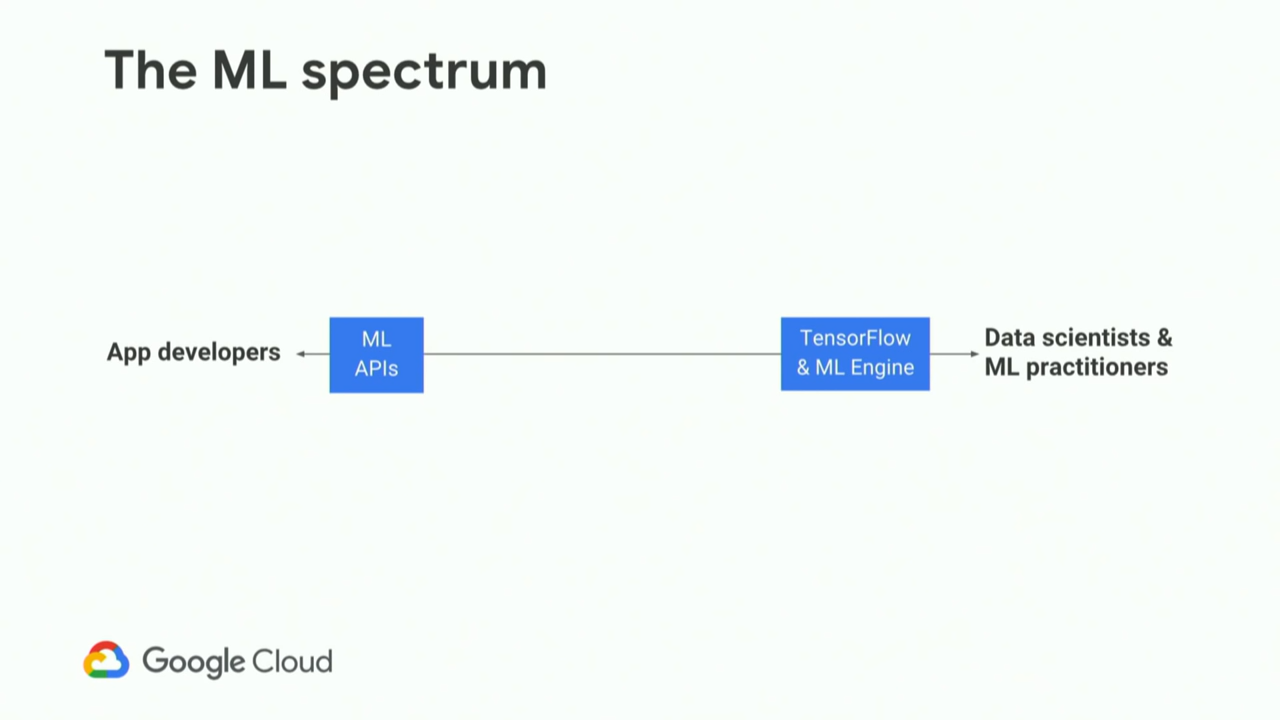 The ML spectrum
App developers
ML
APIs
TensorFlow
& ML Engine
Data scientists &
ML practitioners
Google Cloud